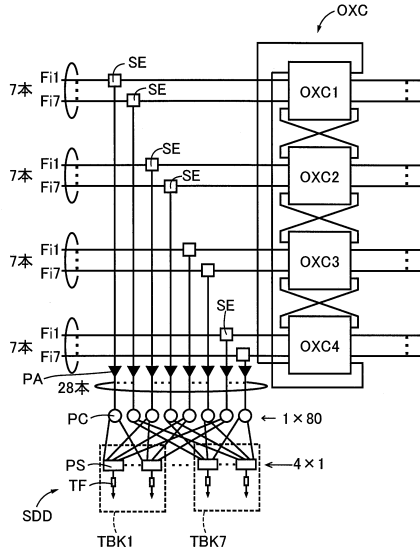 OXC
SE
7本 Fi1 OXC1
Fi7 SE
SE
7本 Fi1 OXC2
Fi7 SE
7本 Fi1 OXC3
Fi7
SE
7本 Fi1 OXC4
Fi7
PA
28本
PC ← 1×80
PS ← 4×1
TF
SDD
TBK1 TBK7